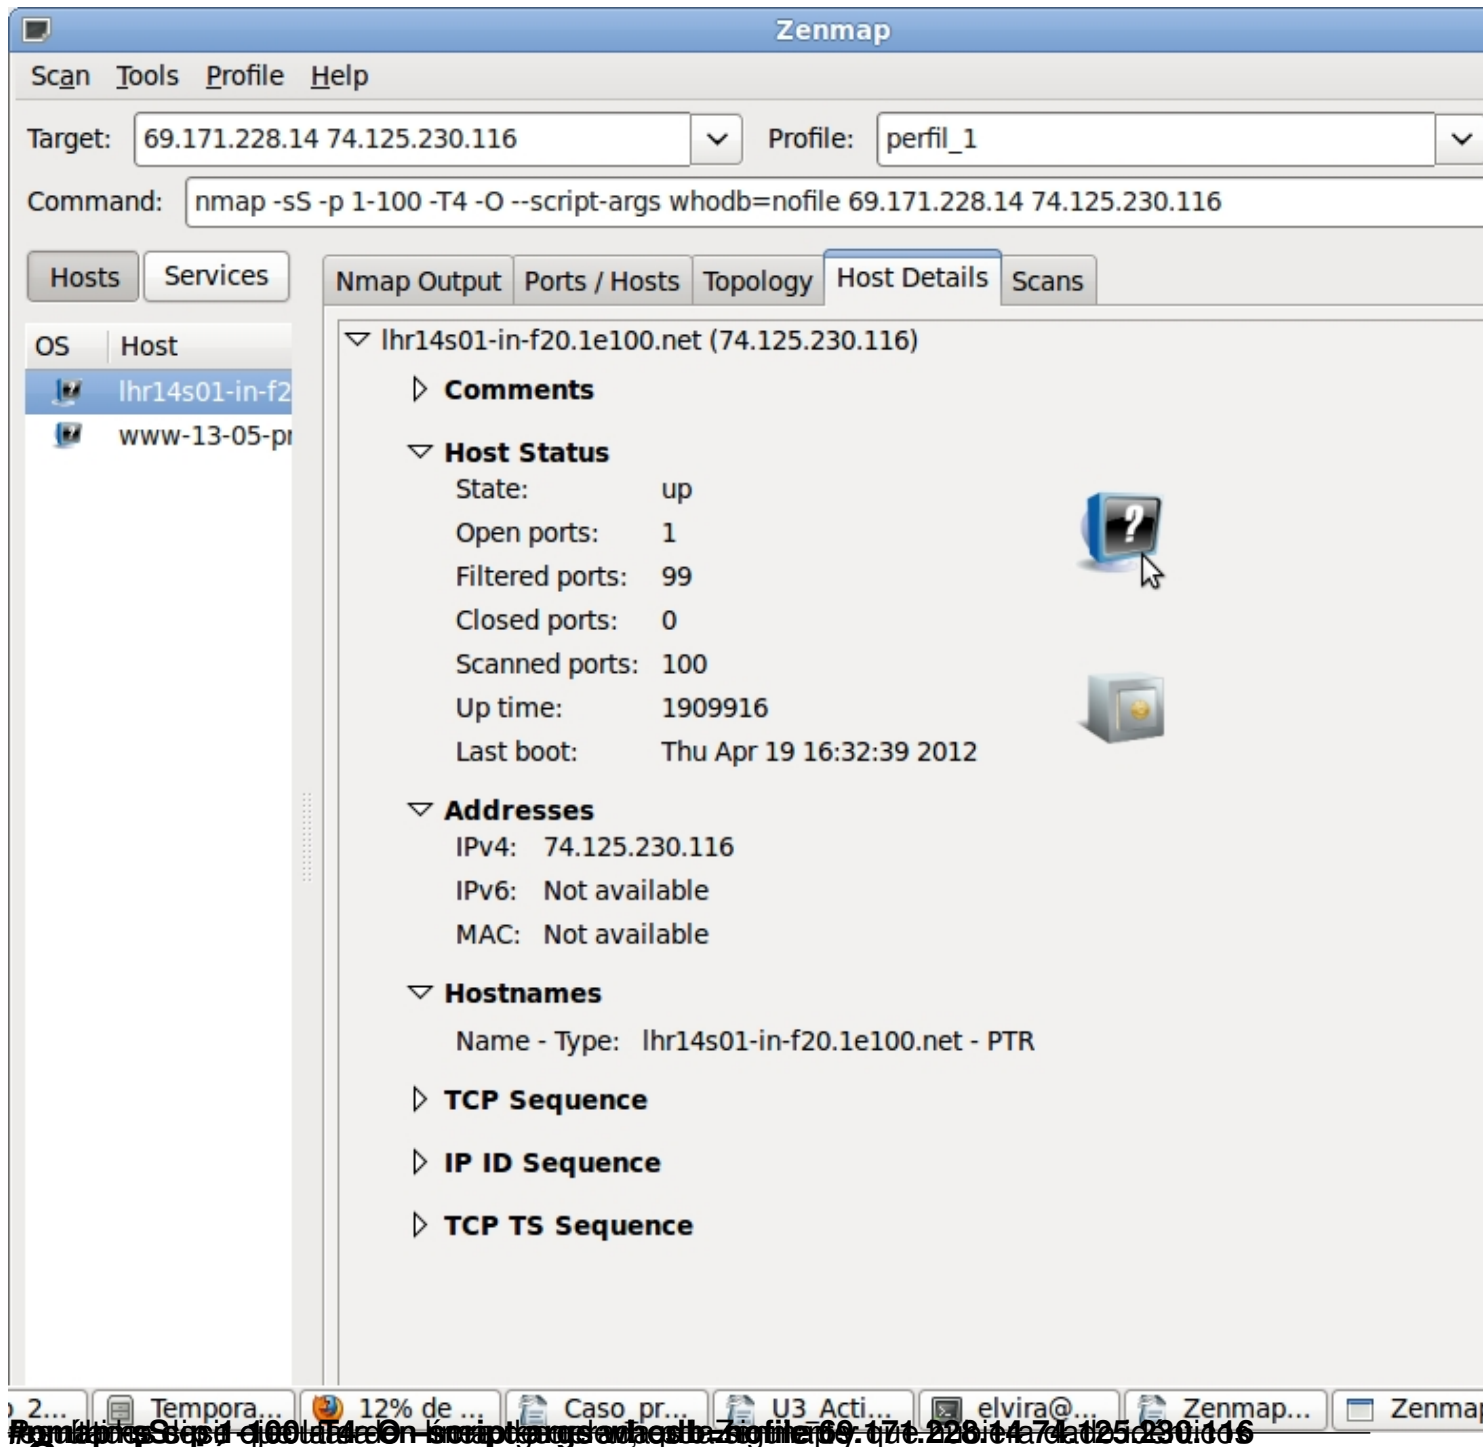 Zenmap
Scan Tools Profile Help
Target: 69.171.228.14 74.125.230.116 Profile: perfil_1
Command: nmap -sS -p 1-100 -T4 -O --script-args whodb=nofile 69.171.228.14 74.125.230.116
Hosts Services
Nmap Output Ports / Hosts Topology Host Details Scans
OS Host
lhr14s01-in-f2
www-13-05-pr
lhr14s01-in-f20.1e100.net (74.125.230.116)
Comments
Host Status
State: up
Open ports: 1
Filtered ports: 99
Closed ports: 0
Scanned ports: 100
Up time: 1909916
Last boot: Thu Apr 19 16:32:39 2012
Addresses
IPv4: 74.125.230.116
IPv6: Not available
MAC: Not available
Hostnames
Name - Type: lhr14s01-in-f20.1e100.net - PTR
TCP Sequence
IP ID Sequence
TCP TS Sequence
2... Tempora... 12% de ... Caso_pr... U3_Acti... elvira@... Zenmap... Zenmap